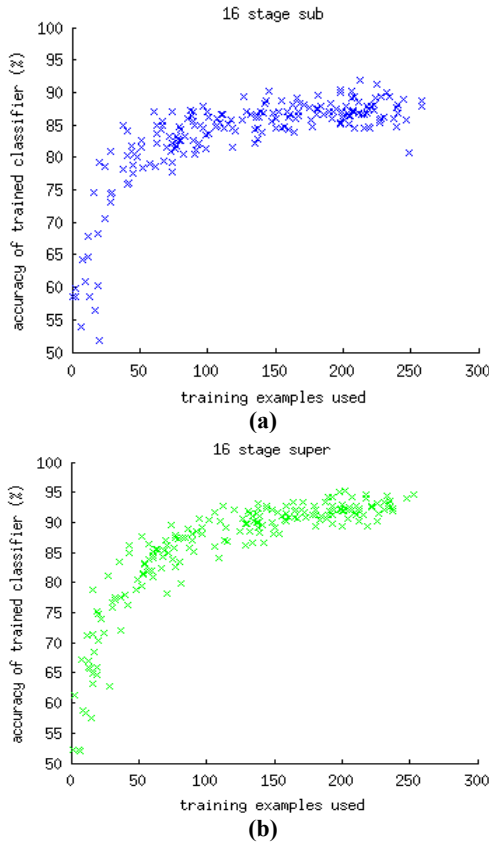 16 stage sub
accuracy of trained classifier (%)
100
95
90
85
80
75
70
65
60
55
50
0 50 100 150 200 250 300
training examples used
(a)
16 stage super
accuracy of trained classifier (%)
100
95
90
85
80
75
70
65
60
55
50
0 50 100 150 200 250 300
training examples used
(b)